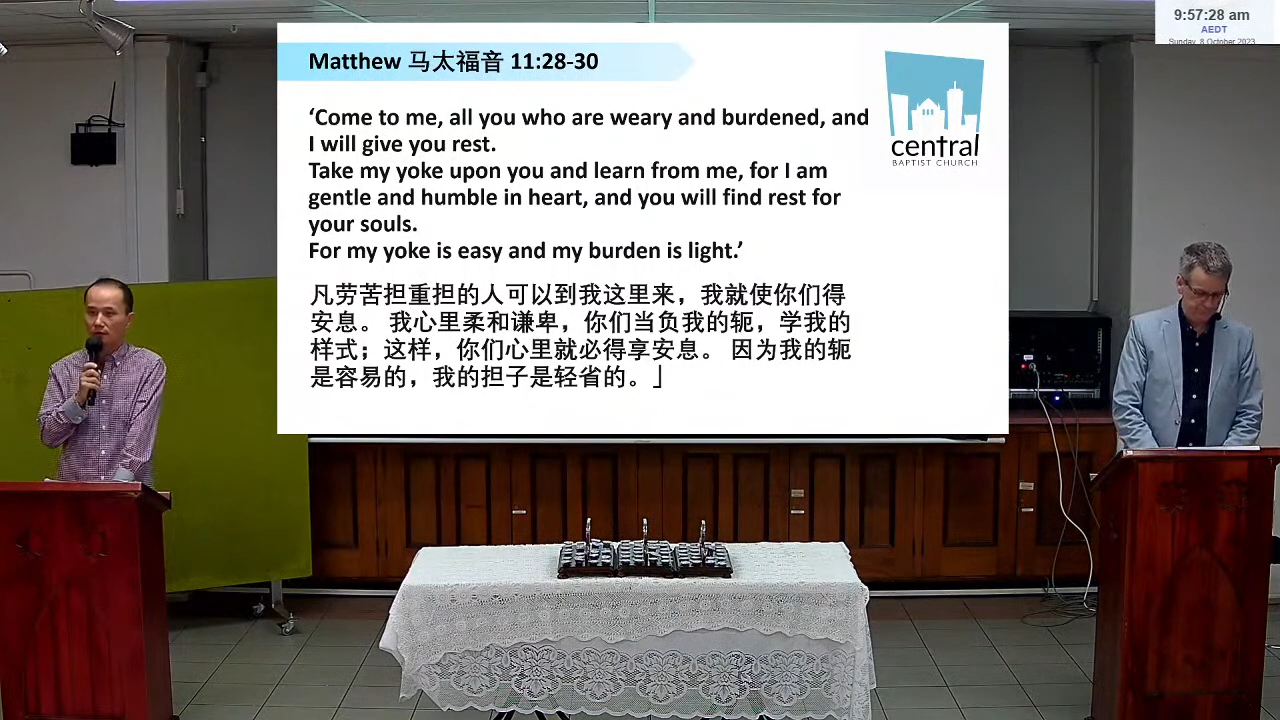 9:57:28 am
AEDT
Sunday, 8 October 2023
Matthew 马太福音 11:28-30
‘Come to me, all you who are weary and burdened, and
I will give you rest.
Take my yoke upon you and learn from me, for I am
gentle and humble in heart, and you will find rest for
your souls.
For my yoke is easy and my burden is light.’
凡劳苦担重担的人可以到我这里来，我就使你们得
安息。 我心里柔和谦卑，你们当负我的轭，学我的
样式；这样，你们心里就必得享安息。 因为我的轭
是容易的，我的担子是轻省的。」
central
BAPTIST CHURCH